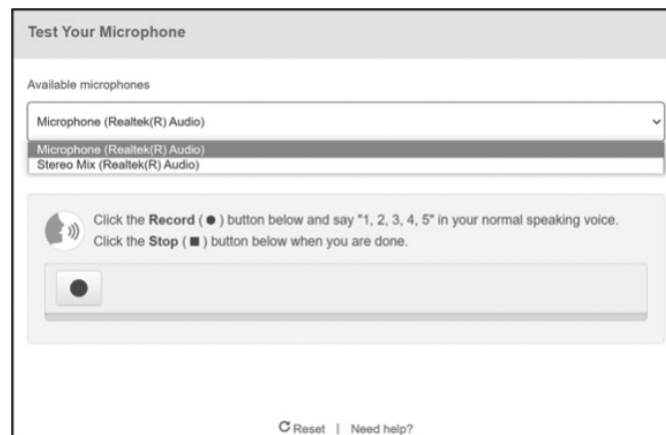 Test Your Microphone
Available microphones
Microphone (Realtek(R) Audio)
Microphone (Realtek(R) Audio)
Stereo Mix (Realtek(R) Audio)
Click the Record ( ● ) button below and say "1, 2, 3, 4, 5" in your normal speaking voice.
Click the Stop ( ■ ) button below when you are done.
Reset | Need help?